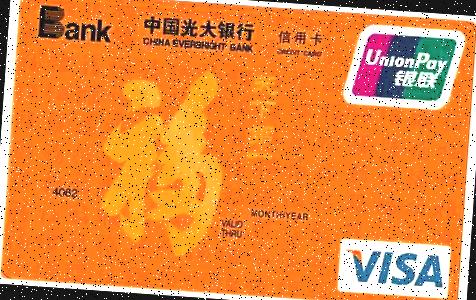 Bank
中国光大银行
CHINA EVERBRIGHT BANK
信用卡
CREDIT CARD
UnionPay
银联
福
4062
MONTH/YEAR
VALID
THRU
VISA